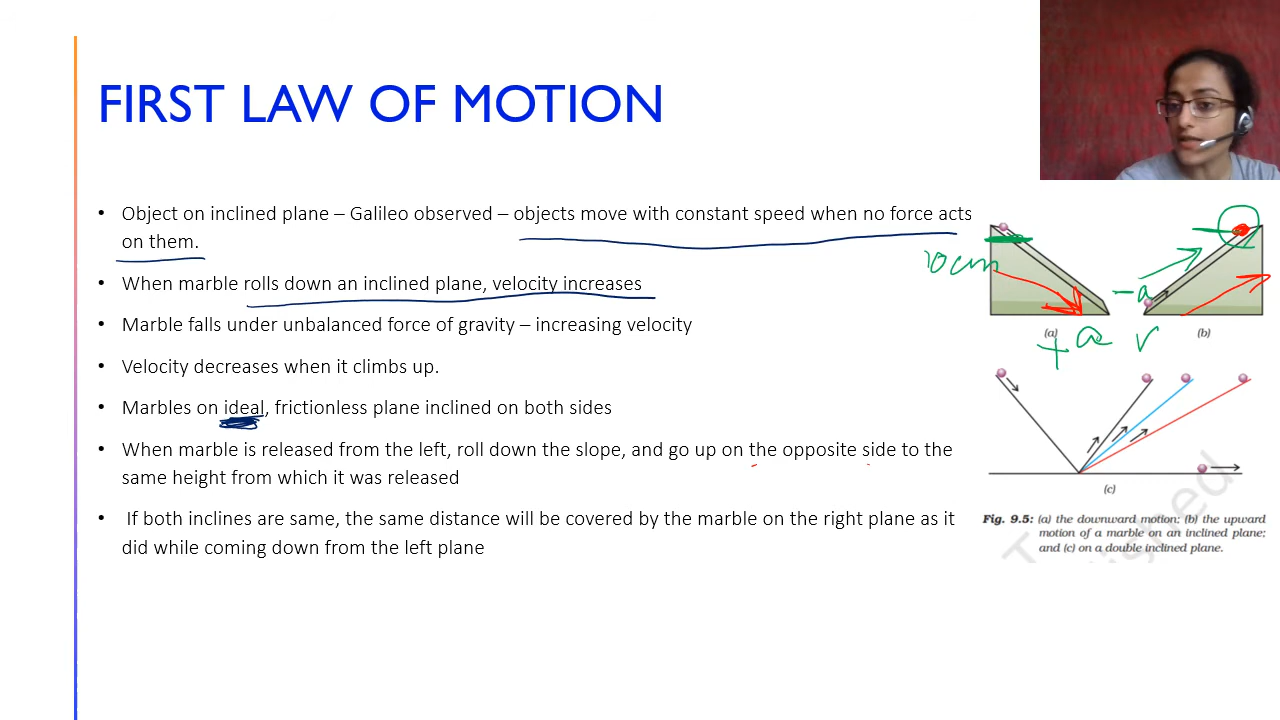 FIRST LAW OF MOTION
• Object on inclined plane – Galileo observed – objects move with constant speed when no force acts
on them.
• When marble rolls down an inclined plane, velocity increases
• Marble falls under unbalanced force of gravity – increasing velocity
• Velocity decreases when it climbs up.
• Marbles on ideal, frictionless plane inclined on both sides
• When marble is released from the left, roll down the slope, and go up on the opposite side to the
same height from which it was released
• If both inclines are same, the same distance will be covered by the marble on the right plane as it
did while coming down from the left plane
10cm
-a
(a)
(b)
+a
(c)
Fig. 9.5: (a) the downward motion; (b) the upward
motion of a marble on an inclined plane;
and (c) on a double inclined plane.